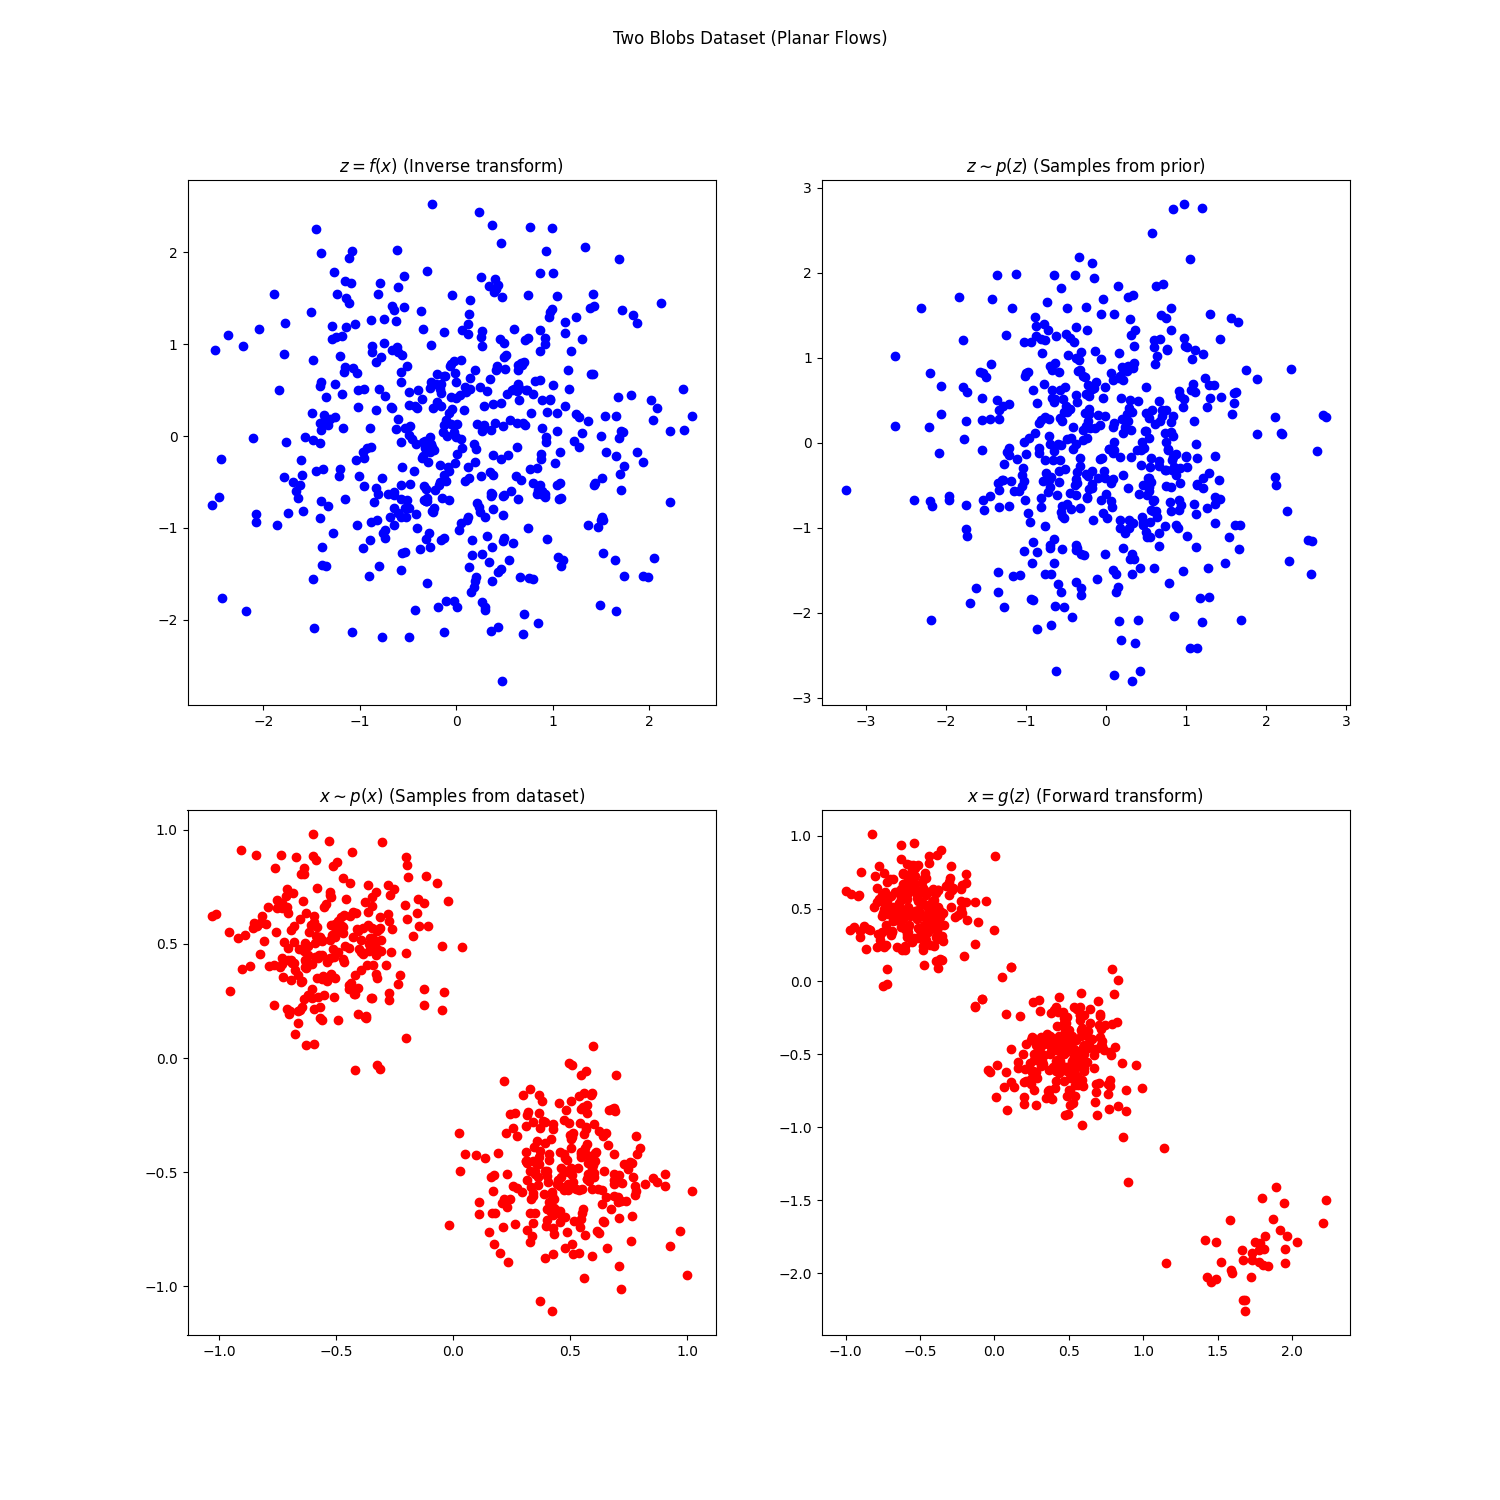 Two Blobs Dataset (Planar Flows)
z = f(x) (Inverse transform)
2
1
0
−1
−2
−2 −1 0 1 2
z ~ p(z) (Samples from prior)
3
2
1
0
−1
−2
−3
−3 −2 −1 0 1 2 3
x ~ p(x) (Samples from dataset)
1.0
0.5
0.0
−0.5
−1.0
−1.0 −0.5 0.0 0.5 1.0
x = g(z) (Forward transform)
1.0
0.5
0.0
−0.5
−1.0
−1.5
−2.0
−1.0 −0.5 0.0 0.5 1.0 1.5 2.0